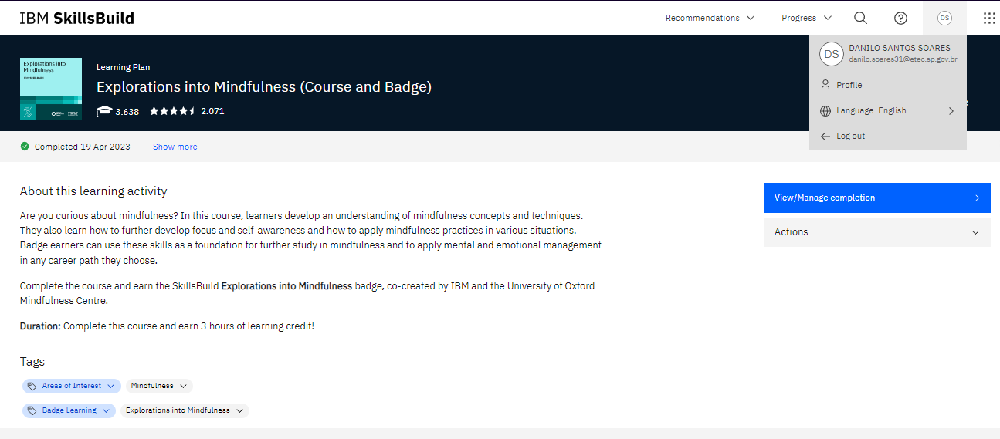 IBM SkillsBuild
Recommendations
Progress
DS
DS
DANILO SANTOS SOARES
danilo.soares31@etec.sp.gov.br
Profile
Language: English
Log out
Explorations into
Mindfulness
IBM SkillsBuild
IBM
Learning Plan
Explorations into Mindfulness (Course and Badge)
3.638
2.071
Completed 19 Apr 2023
Show more
About this learning activity
Are you curious about mindfulness? In this course, learners develop an understanding of mindfulness concepts and techniques.
They also learn how to further develop focus and self-awareness and how to apply mindfulness practices in various situations.
Badge earners can use these skills as a foundation for further study in mindfulness and to apply mental and emotional management
in any career path they choose.
Complete the course and earn the SkillsBuild Explorations into Mindfulness badge, co-created by IBM and the University of Oxford
Mindfulness Centre.
Duration: Complete this course and earn 3 hours of learning credit!
View/Manage completion
Actions
Tags
Areas of Interest
Mindfulness
Badge Learning
Explorations into Mindfulness